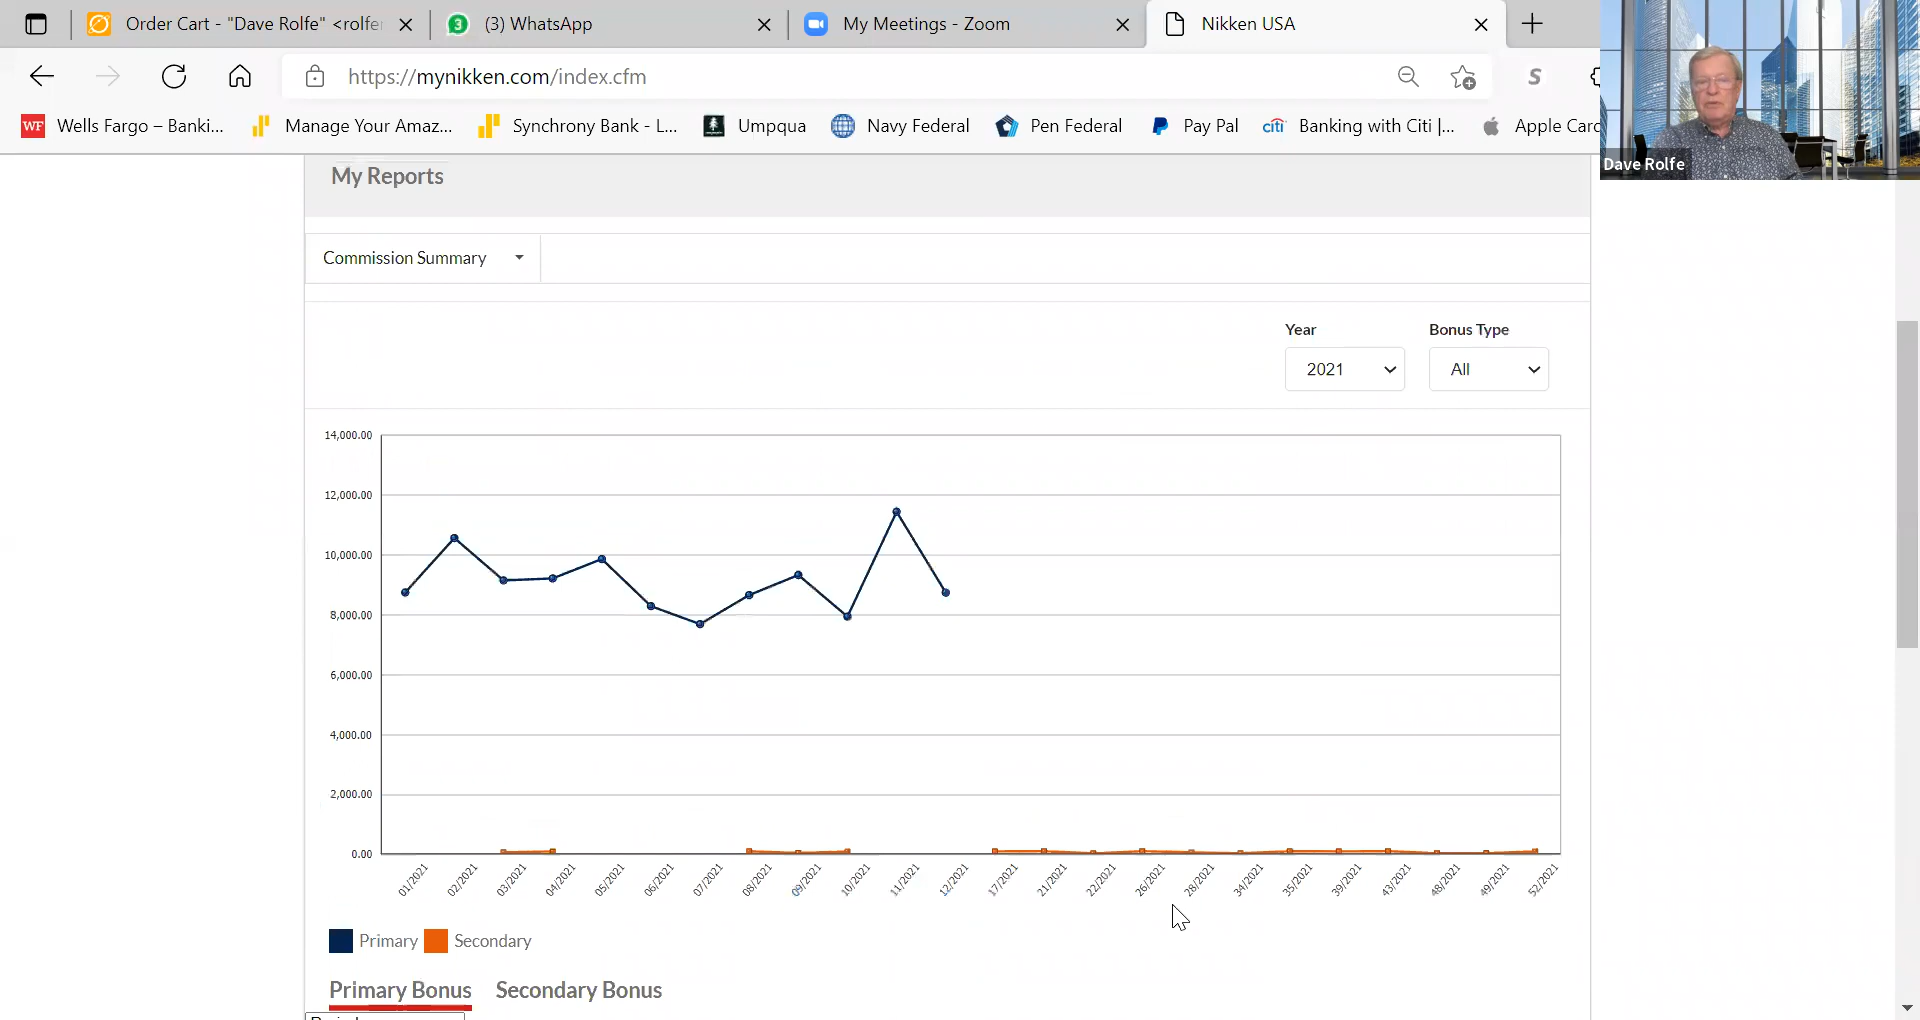 Order Cart - "Dave Rolfe" <rolfe
3 (3) WhatsApp
My Meetings - Zoom
Nikken USA
https://mynikken.com/index.cfm
S
WF Wells Fargo – Banki...
Manage Your Amaz...
Synchrony Bank - L...
Umpqua
Navy Federal
Pen Federal
Pay Pal
citi Banking with Citi |...
Apple Card
Dave Rolfe
My Reports
Commission Summary
Year
Bonus Type
2021
All
14,000.00
12,000.00
10,000.00
8,000.00
6,000.00
4,000.00
2,000.00
0.00
01/2021
02/2021
03/2021
04/2021
05/2021
06/2021
07/2021
08/2021
09/2021
10/2021
11/2021
12/2021
17/2021
21/2021
22/2021
26/2021
28/2021
34/2021
35/2021
39/2021
43/2021
48/2021
49/2021
52/2021
Primary
Secondary
Primary Bonus
Secondary Bonus